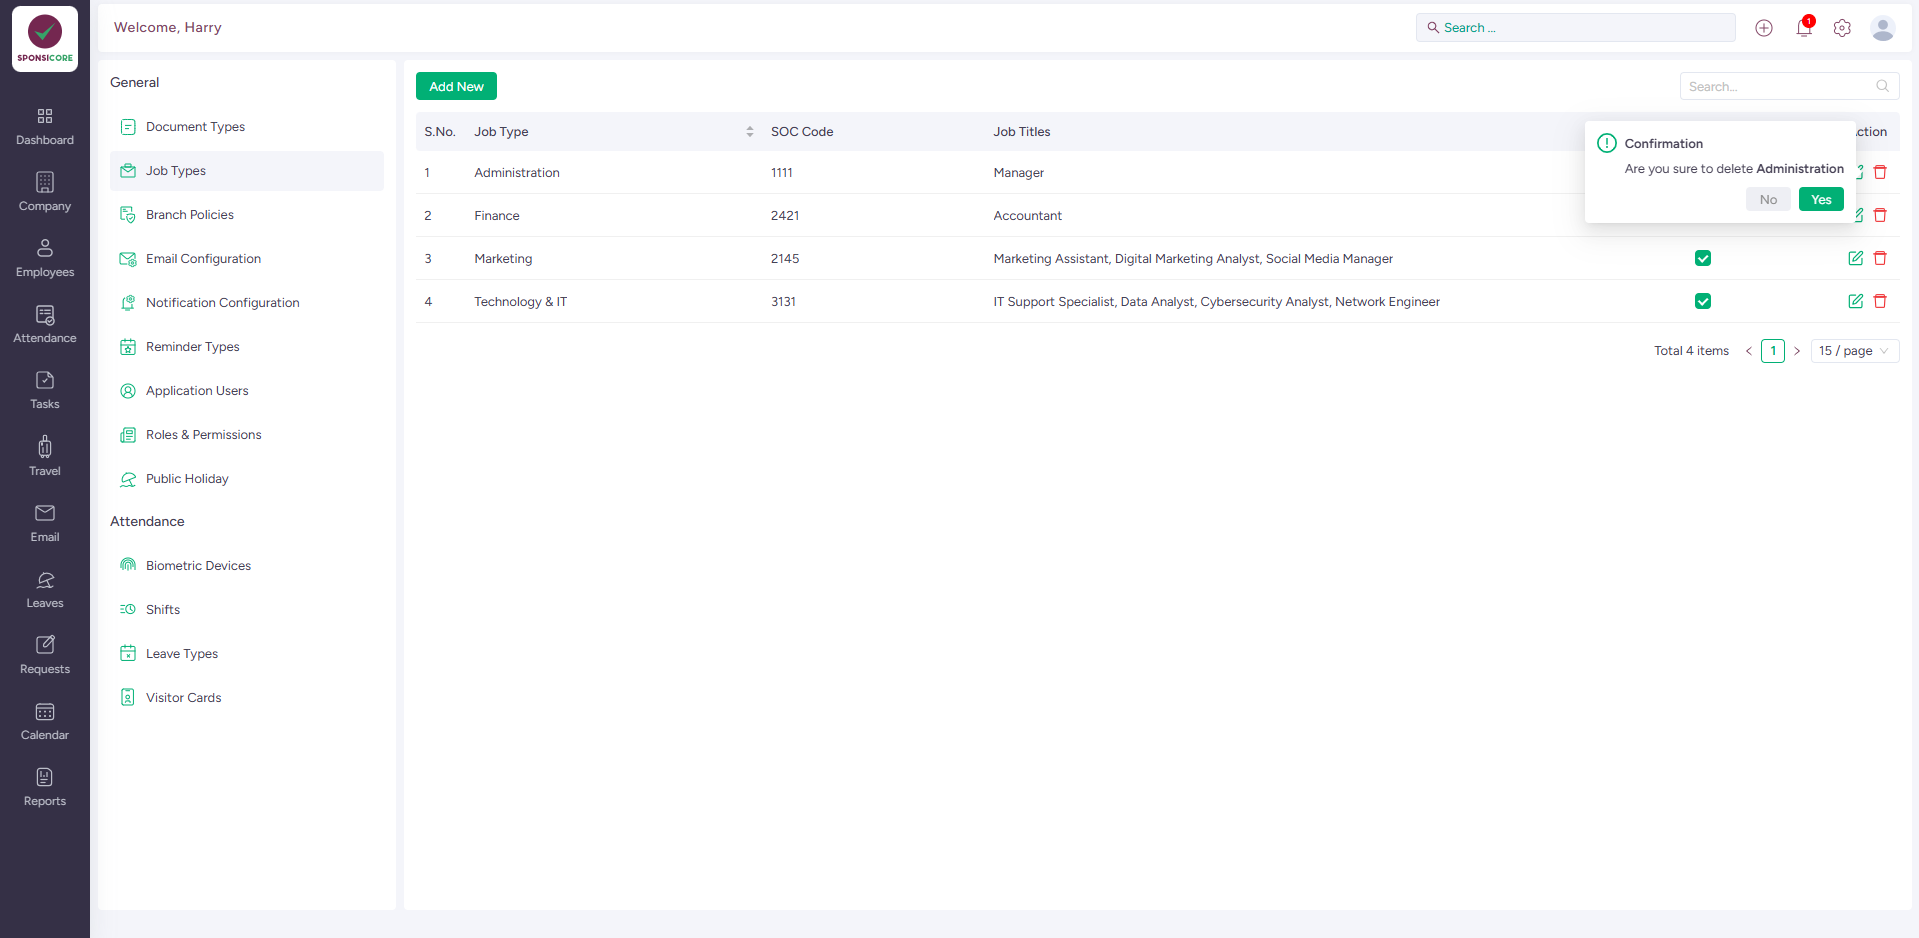 SPONSICORE
Dashboard
Company
Employees
Attendance
Tasks
Travel
Email
Leaves
Requests
Calendar
Reports
Welcome, Harry
Search ...
1
General
Document Types
Job Types
Branch Policies
Email Configuration
Notification Configuration
Reminder Types
Application Users
Roles & Permissions
Public Holiday
Attendance
Biometric Devices
Shifts
Leave Types
Visitor Cards
Add New
Search...
S.No. Job Type SOC Code Job Titles ction
1 Administration 1111 Manager
2 Finance 2421 Accountant
3 Marketing 2145 Marketing Assistant, Digital Marketing Analyst, Social Media Manager
4 Technology & IT 3131 IT Support Specialist, Data Analyst, Cybersecurity Analyst, Network Engineer
Confirmation
Are you sure to delete Administration
No Yes
Total 4 items < 1 > 15 / page